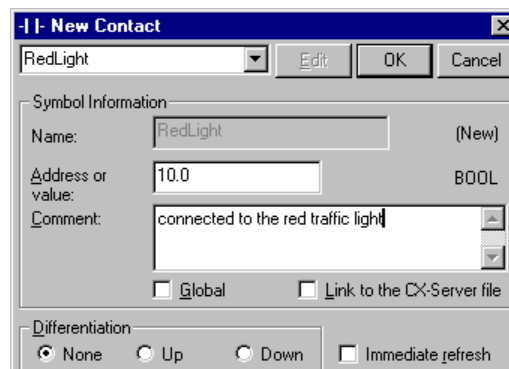 -| |- New Contact
RedLight Edit OK Cancel
Symbol Information
Name: RedLight (New)
Address or value: 10.0 BOOL
Comment: connected to the red traffic light
Global Link to the CX-Server file
Differentiation
None Up Down Immediate refresh